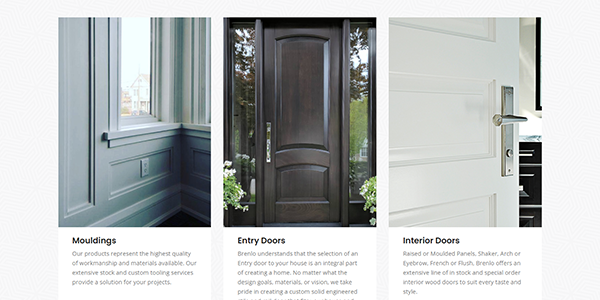 Mouldings
Our products represent the highest quality
of workmanship and materials available. Our
extensive stock and custom tooling services
provide a solution for your projects.
Entry Doors
Brenlo understands that the selection of an
Entry door to your house is an integral part
of creating a home. No matter what the
design goals, materials, or vision, we take
pride in creating a custom solid engineered
Interior Doors
Raised or Moulded Panels, Shaker, Arch or
Eyebrow, French or Flush, Brenlo offers an
extensive line in stock and special order
interior wood doors to suit every taste and
style.